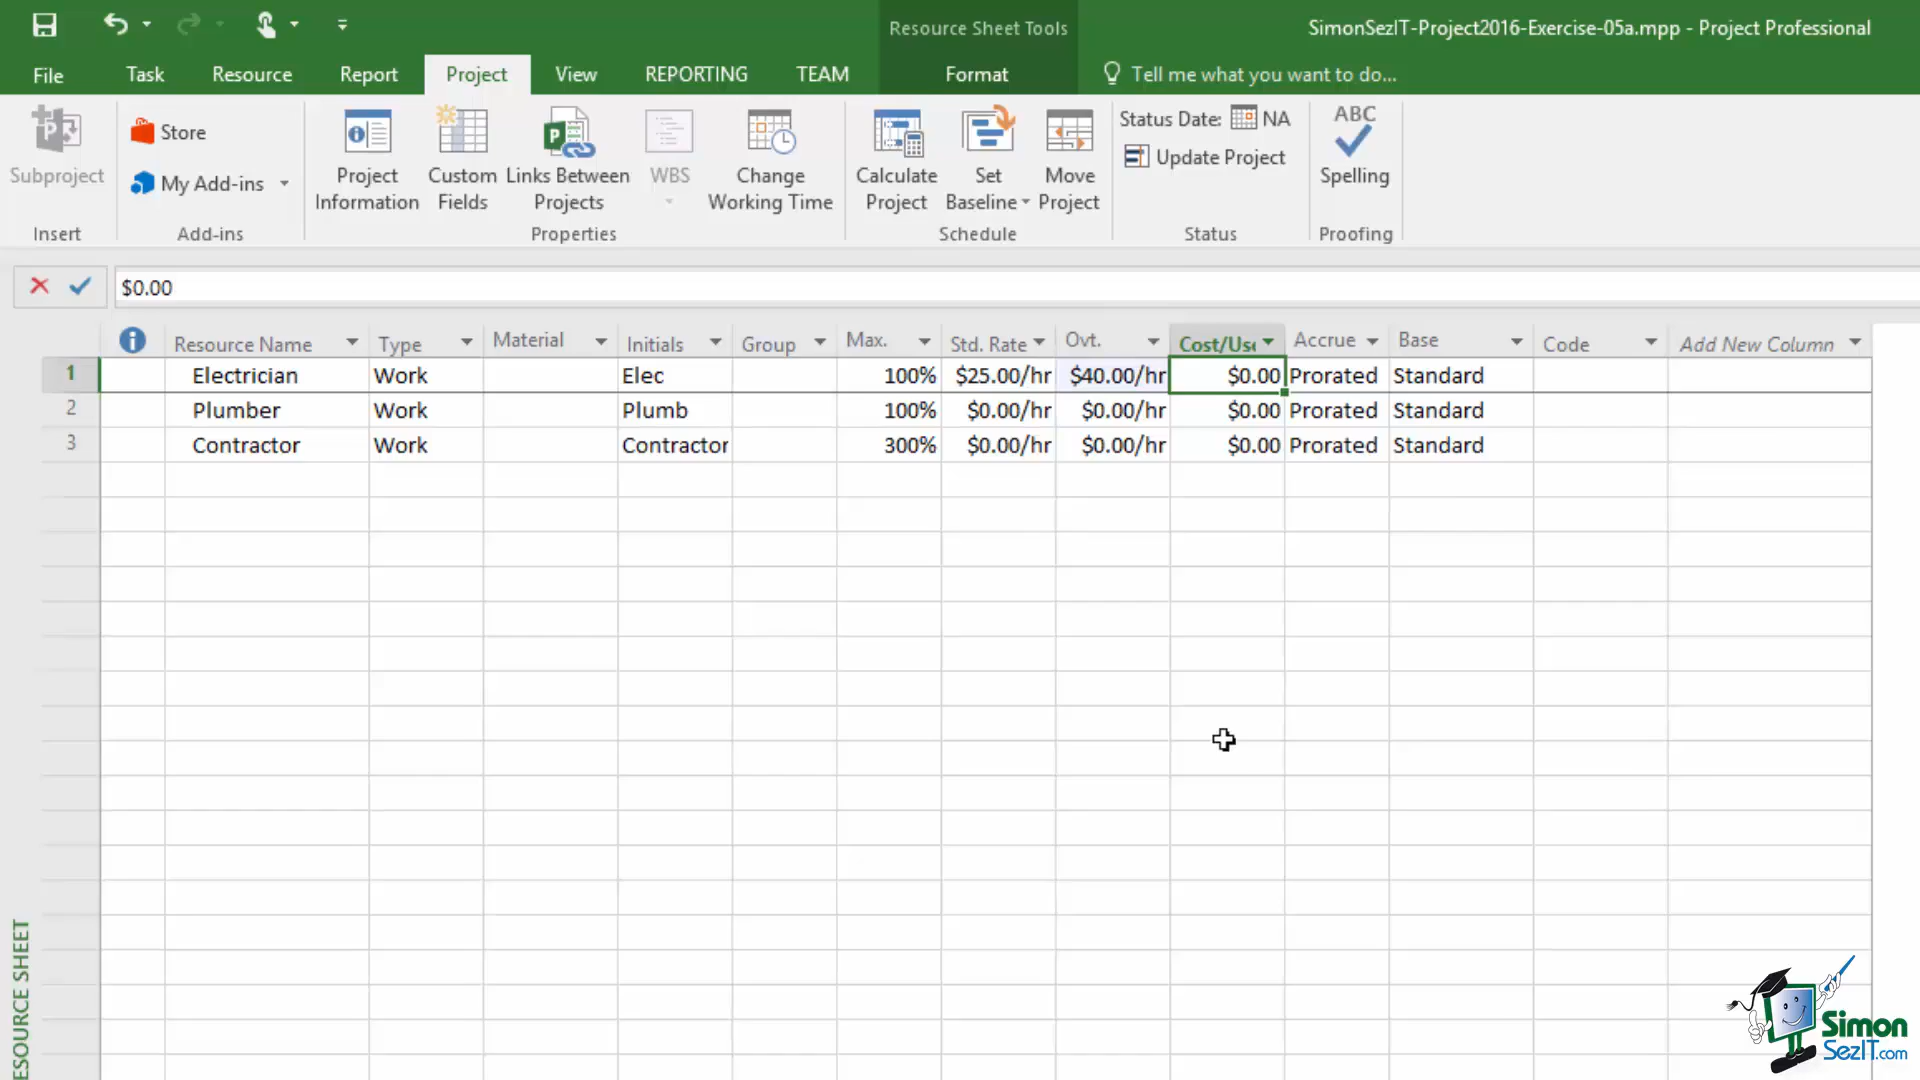 Resource Sheet Tools
SimonSezIT-Project2016-Exercise-05a.mpp - Project Professional
File Task Resource Report Project View REPORTING TEAM Format Tell me what you want to do...
Subproject
Insert
Store
My Add-ins
Add-ins
Project Information
Custom Fields
Links Between Projects
WBS
Change Working Time
Properties
Calculate Project
Set Baseline
Move Project
Schedule
Status Date: NA
Update Project
Status
ABC
Spelling
Proofing
$0.00
Resource Name Type Material Initials Group Max. Std. Rate Ovt. Cost/Use Accrue Base Code Add New Column
1 Electrician Work Elec 100% $25.00/hr $40.00/hr $0.00 Prorated Standard
2 Plumber Work Plumb 100% $0.00/hr $0.00/hr $0.00 Prorated Standard
3 Contractor Work Contractor 300% $0.00/hr $0.00/hr $0.00 Prorated Standard
ESOURCE SHEET
Simon
SezIT.com